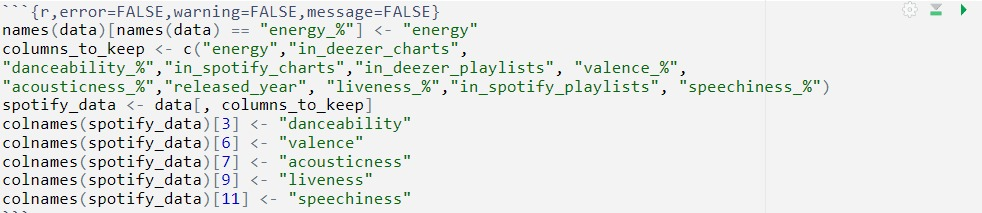 ```{r,error=FALSE,warning=FALSE,message=FALSE}
names(data)[names(data) == "energy_%"] <- "energy"
columns_to_keep <- c("energy","in_deezer_charts",
"danceability_%","in_spotify_charts","in_deezer_playlists", "valence_%",
"acousticness_%","released_year", "liveness_%","in_spotify_playlists", "speechiness_%")
spotify_data <- data[, columns_to_keep]
colnames(spotify_data)[3] <- "danceability"
colnames(spotify_data)[6] <- "valence"
colnames(spotify_data)[7] <- "acousticness"
colnames(spotify_data)[9] <- "liveness"
colnames(spotify_data)[11] <- "speechiness"
```